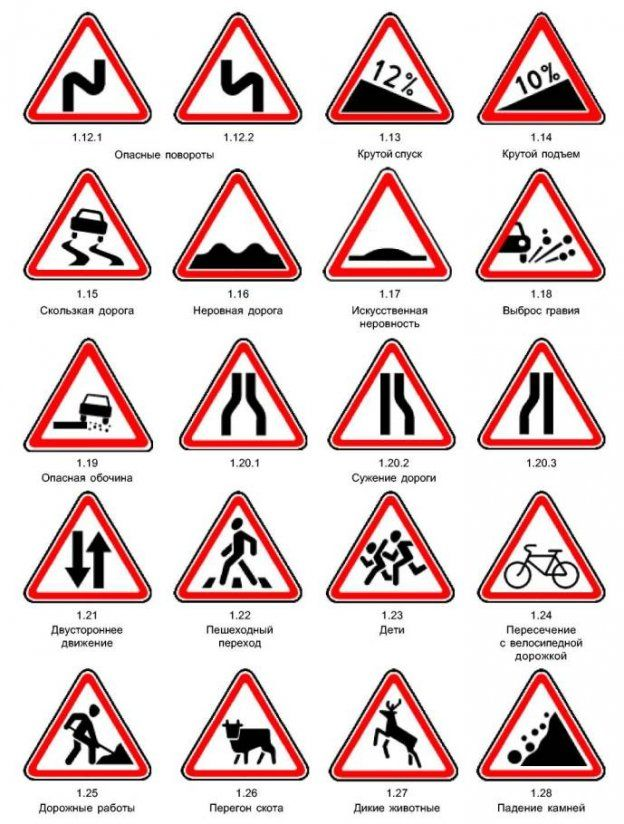 12%
10%
1.12.1 1.12.2 1.13 1.14
Опасные повороты Крутой спуск Крутой подъем
1.15 1.16 1.17 1.18
Скользкая дорога Неровная дорога Искусственная Выброс гравия
неровность
1.19 1.20.1 1.20.2 1.20.3
Опасная обочина Сужение дороги
1.21 1.22 1.23 1.24
Двустороннее Пешеходный Дети Пересечение
движение переход с велосипедной
дорожкой
1.25 1.26 1.27 1.28
Дорожные работы Перегон скота Дикие животные Падение камней